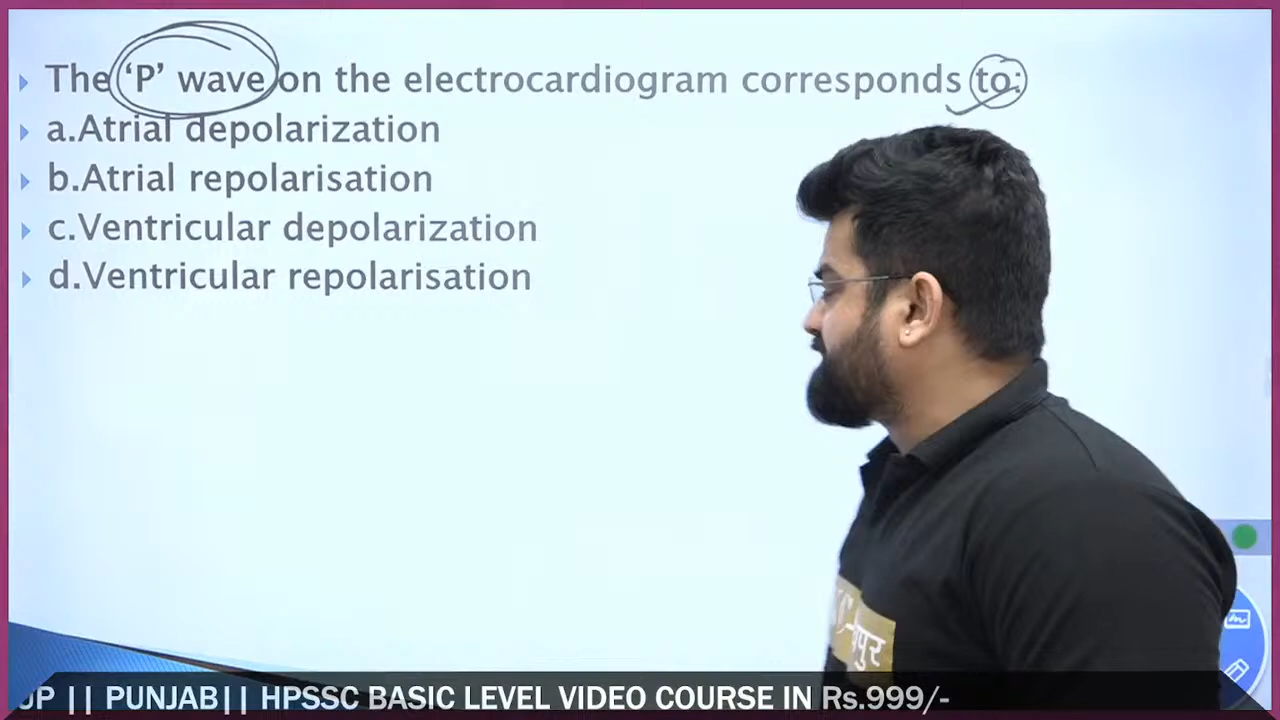 The ‘P’ wave on the electrocardiogram corresponds to:
a.Atrial depolarization
b.Atrial repolarisation
c.Ventricular depolarization
d.Ventricular repolarisation
UP || PUNJAB|| HPSSC BASIC LEVEL VIDEO COURSE IN Rs.999/-